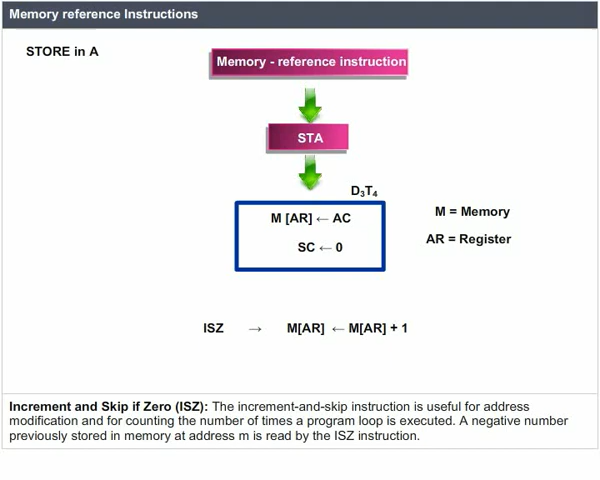 Memory reference Instructions
STORE in A
Memory - reference instruction
STA
D₃T₄
M [AR] ← AC
SC ← 0
M = Memory
AR = Register
ISZ → M[AR] ← M[AR] + 1
Increment and Skip if Zero (ISZ): The increment-and-skip instruction is useful for address
modification and for counting the number of times a program loop is executed. A negative number
previously stored in memory at address m is read by the ISZ instruction.